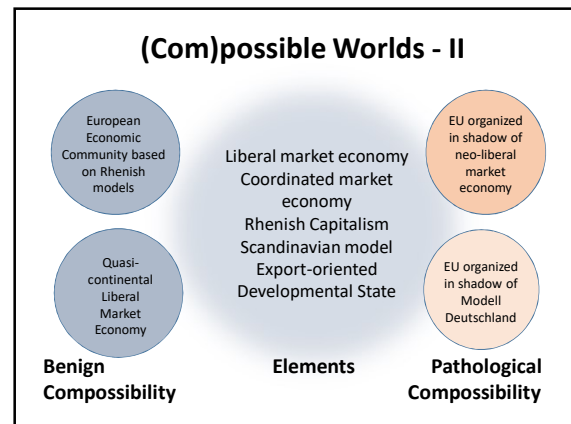 (Com)possible Worlds - II
European
Economic
Community based
on Rhenish
models
Quasi-
continental
Liberal
Market
Economy
Liberal market economy
Coordinated market
economy
Rhenish Capitalism
Scandinavian model
Export-oriented
Developmental State
EU organized
in shadow of
neo-liberal
market
economy
EU organized
in shadow of
Modell
Deutschland
Benign
Compossibility
Elements
Pathological
Compossibility